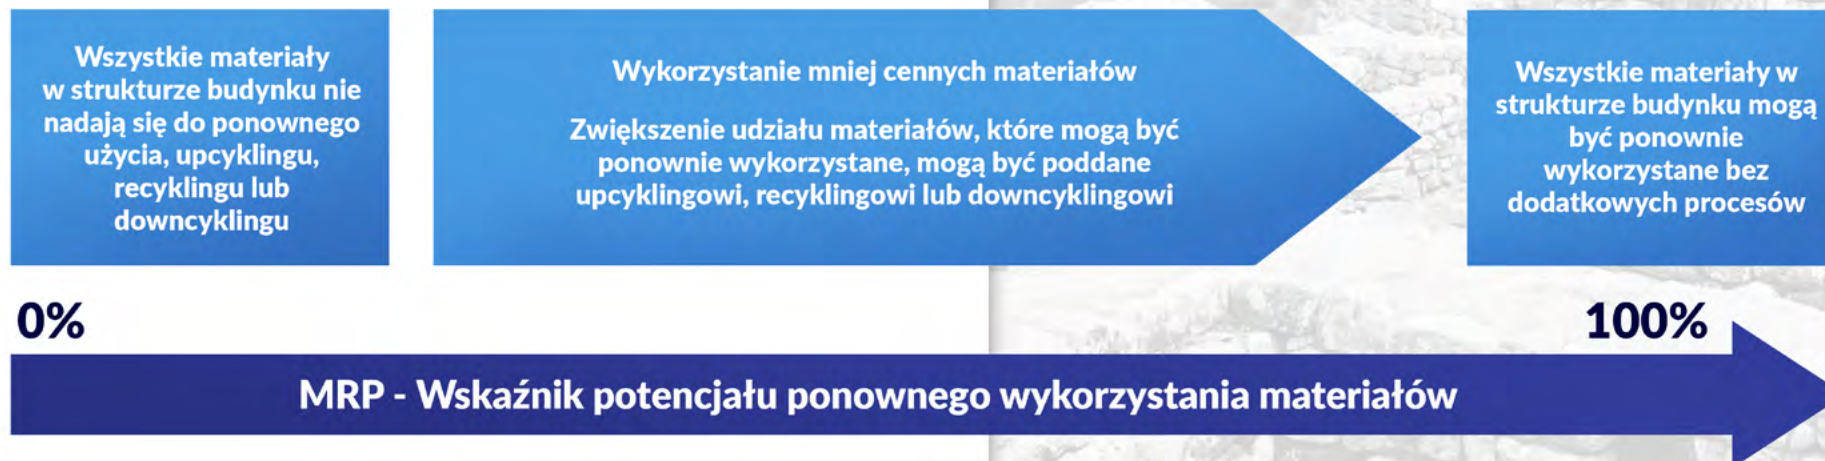 Wszystkie materiały
w strukturze budynku nie
nadają się do ponownego
użycia, upcyklingu,
recyklingu lub
downcyklingu
Wykorzystanie mniej cennych materiałów
Zwiększenie udziału materiałów, które mogą być
ponownie wykorzystane, mogą być poddane
upcyklingowi, recyklingowi lub downcyklingowi
Wszystkie materiały w
strukturze budynku mogą
być ponownie
wykorzystane bez
dodatkowych procesów
0%
100%
MRP - Wskaźnik potencjału ponownego wykorzystania materiałów